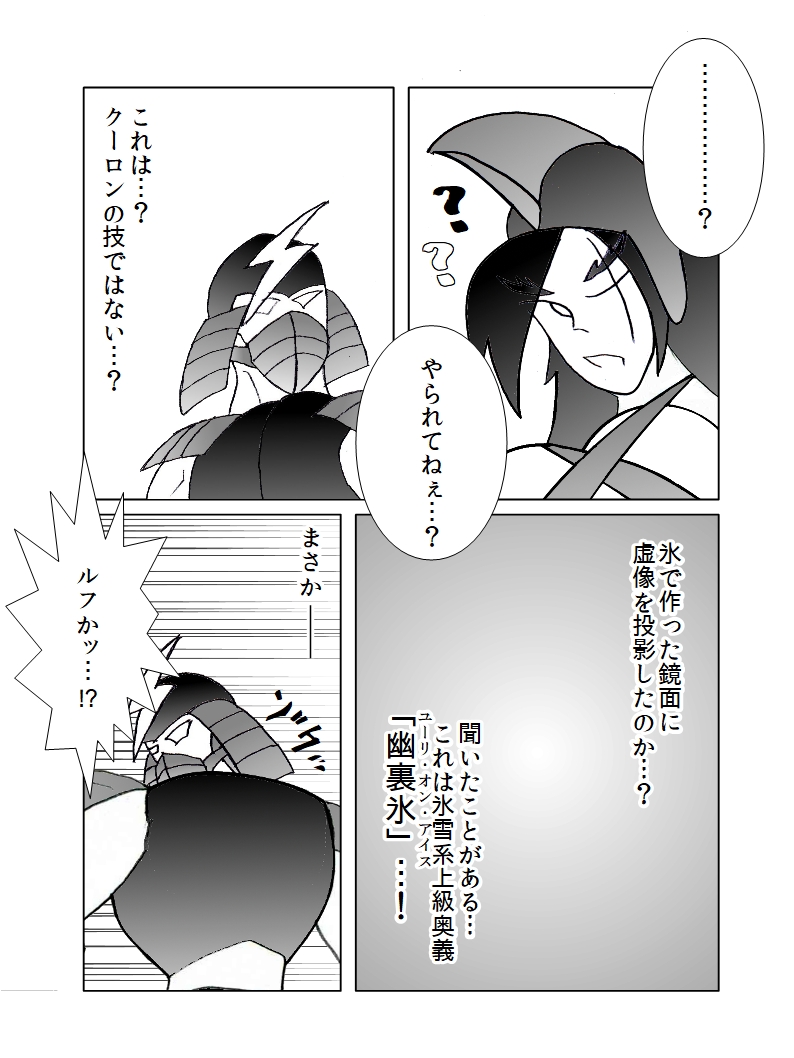 ………………？
？
？
やられてねぇ…？
これは…？
クーロンの技ではない…？
氷で作った鏡面に
虚像を投影したのか…？
聞いたことがある…
これは氷雪系上級奥義
ユーリ・オン・アイス
「幽裏氷」…！
まさか――
ゾクッ
ルフかッ…!?